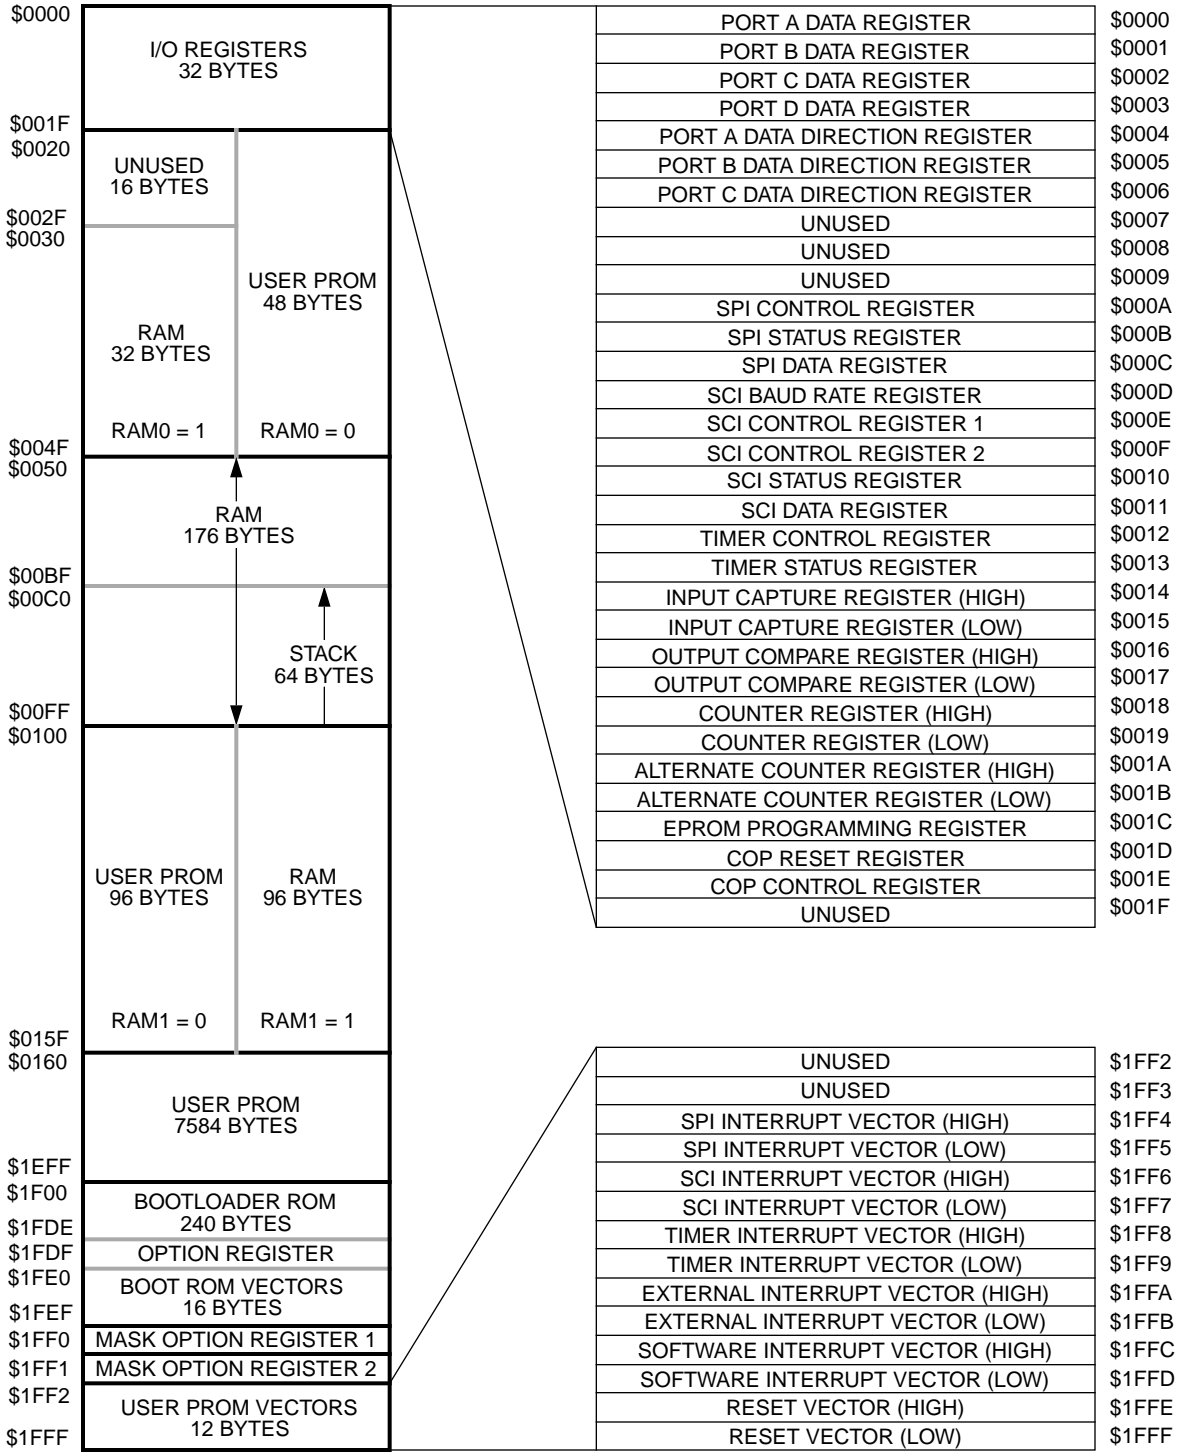 $0000
I/O REGISTERS
32 BYTES
$001F
$0020
UNUSED
16 BYTES
$002F
$0030
USER PROM
48 BYTES
RAM
32 BYTES
RAM0 = 1
RAM0 = 0
$004F
$0050
RAM
176 BYTES
$00BF
$00C0
STACK
64 BYTES
$00FF
$0100
USER PROM
96 BYTES
RAM
96 BYTES
RAM1 = 0
RAM1 = 1
$015F
$0160
USER PROM
7584 BYTES
$1EFF
$1F00
BOOTLOADER ROM
240 BYTES
$1FDE
$1FDF
OPTION REGISTER
$1FE0
BOOT ROM VECTORS
16 BYTES
$1FEF
$1FF0
MASK OPTION REGISTER 1
$1FF1
MASK OPTION REGISTER 2
$1FF2
USER PROM VECTORS
12 BYTES
$1FFF
PORT A DATA REGISTER $0000
PORT B DATA REGISTER $0001
PORT C DATA REGISTER $0002
PORT D DATA REGISTER $0003
PORT A DATA DIRECTION REGISTER $0004
PORT B DATA DIRECTION REGISTER $0005
PORT C DATA DIRECTION REGISTER $0006
UNUSED $0007
UNUSED $0008
UNUSED $0009
SPI CONTROL REGISTER $000A
SPI STATUS REGISTER $000B
SPI DATA REGISTER $000C
SCI BAUD RATE REGISTER $000D
SCI CONTROL REGISTER 1 $000E
SCI CONTROL REGISTER 2 $000F
SCI STATUS REGISTER $0010
SCI DATA REGISTER $0011
TIMER CONTROL REGISTER $0012
TIMER STATUS REGISTER $0013
INPUT CAPTURE REGISTER (HIGH) $0014
INPUT CAPTURE REGISTER (LOW) $0015
OUTPUT COMPARE REGISTER (HIGH) $0016
OUTPUT COMPARE REGISTER (LOW) $0017
COUNTER REGISTER (HIGH) $0018
COUNTER REGISTER (LOW) $0019
ALTERNATE COUNTER REGISTER (HIGH) $001A
ALTERNATE COUNTER REGISTER (LOW) $001B
EPROM PROGRAMMING REGISTER $001C
COP RESET REGISTER $001D
COP CONTROL REGISTER $001E
UNUSED $001F
UNUSED $1FF2
UNUSED $1FF3
SPI INTERRUPT VECTOR (HIGH) $1FF4
SPI INTERRUPT VECTOR (LOW) $1FF5
SCI INTERRUPT VECTOR (HIGH) $1FF6
SCI INTERRUPT VECTOR (LOW) $1FF7
TIMER INTERRUPT VECTOR (HIGH) $1FF8
TIMER INTERRUPT VECTOR (LOW) $1FF9
EXTERNAL INTERRUPT VECTOR (HIGH) $1FFA
EXTERNAL INTERRUPT VECTOR (LOW) $1FFB
SOFTWARE INTERRUPT VECTOR (HIGH) $1FFC
SOFTWARE INTERRUPT VECTOR (LOW) $1FFD
RESET VECTOR (HIGH) $1FFE
RESET VECTOR (LOW) $1FFF